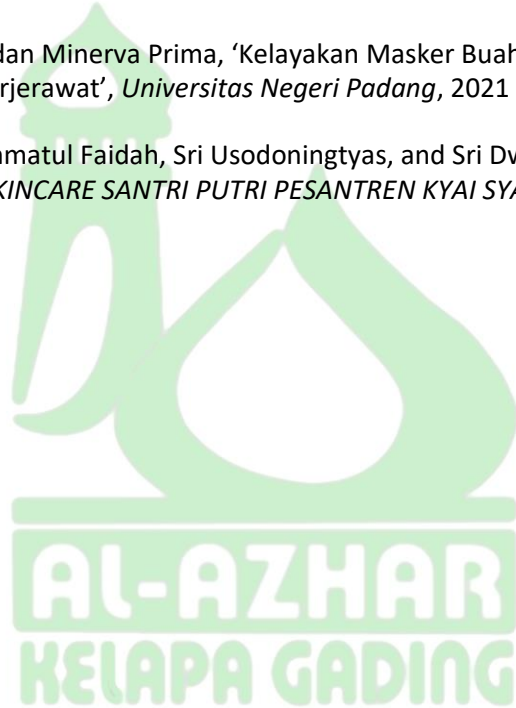 dan Minerva Prima, ‘Kelayakan Masker Buah
rjerawat’, Universitas Negeri Padang, 2021
matul Faidah, Sri Usodoningtyas, and Sri Dw
KINCARE SANTRI PUTRI PESANTREN KYAI SYA
AL-AZHAR
KELAPA GADING